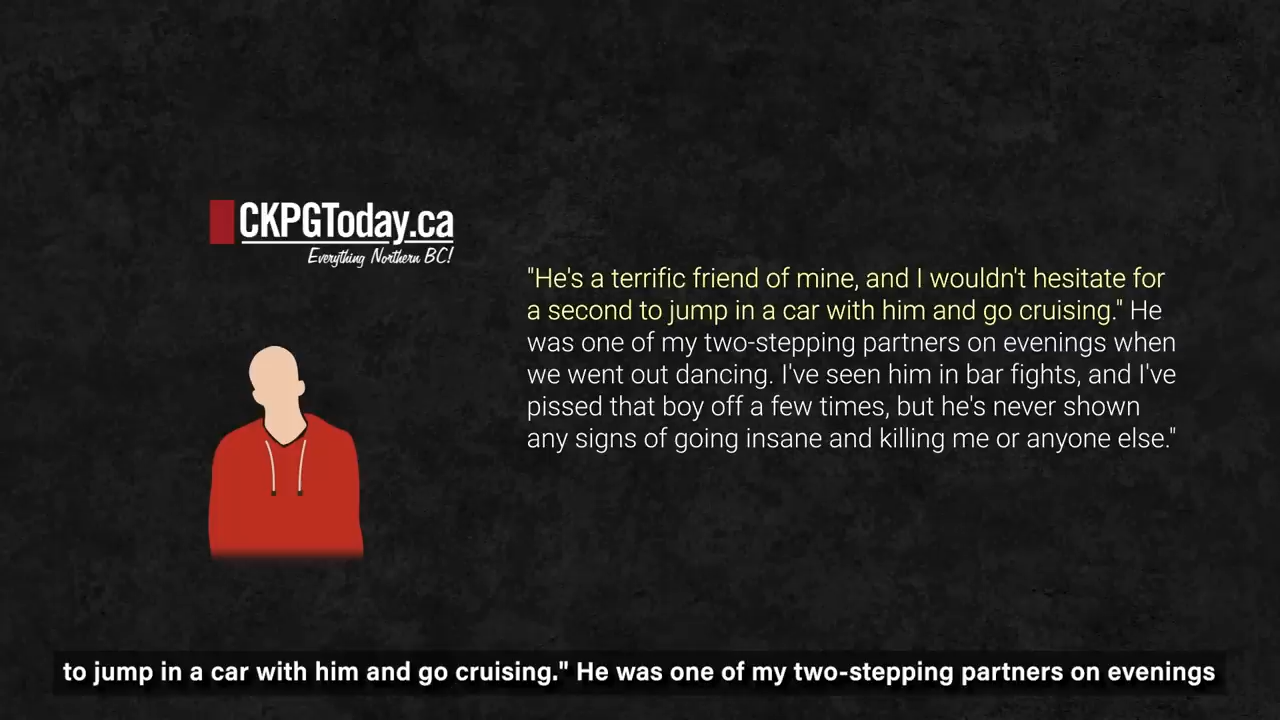 CKPGToday.ca
Everything Northern BC!
"He's a terrific friend of mine, and I wouldn't hesitate for
a second to jump in a car with him and go cruising." He
was one of my two-stepping partners on evenings when
we went out dancing. I've seen him in bar fights, and I've
pissed that boy off a few times, but he's never shown
any signs of going insane and killing me or anyone else."
to jump in a car with him and go cruising." He was one of my two-stepping partners on evenings